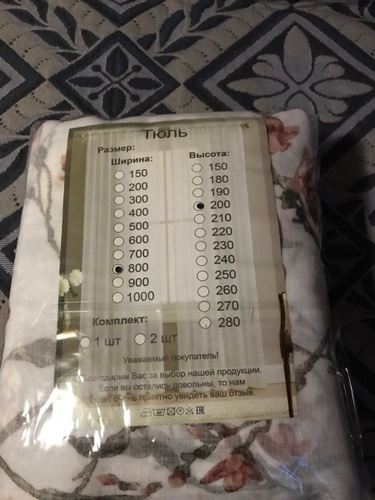 Тюль
Размер:
Ширина:
150
200
300
400
500
600
700
800
900
1000
Высота:
150
180
190
200
210
220
230
240
250
260
270
280
Комплект:
1 шт
2 шт
Уважаемый покупатель!
Благодарим Вас за выбор нашей продукции.
Если вы остались довольны, то нам
будет очень приятно увидеть ваш отзыв.